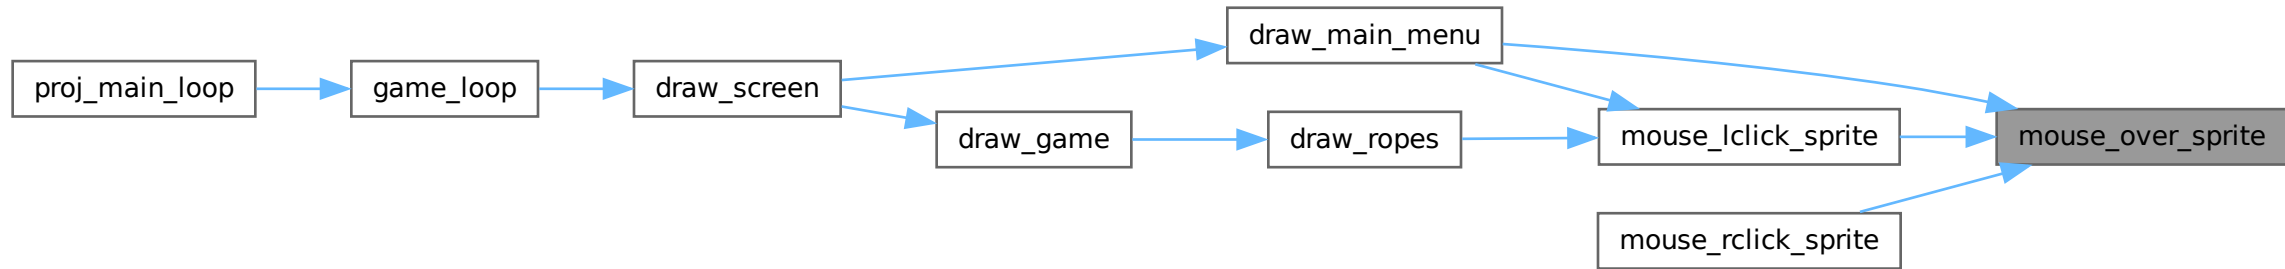 proj_main_loop
game_loop
draw_screen
draw_main_menu
draw_game
draw_ropes
mouse_lclick_sprite
mouse_rclick_sprite
mouse_over_sprite